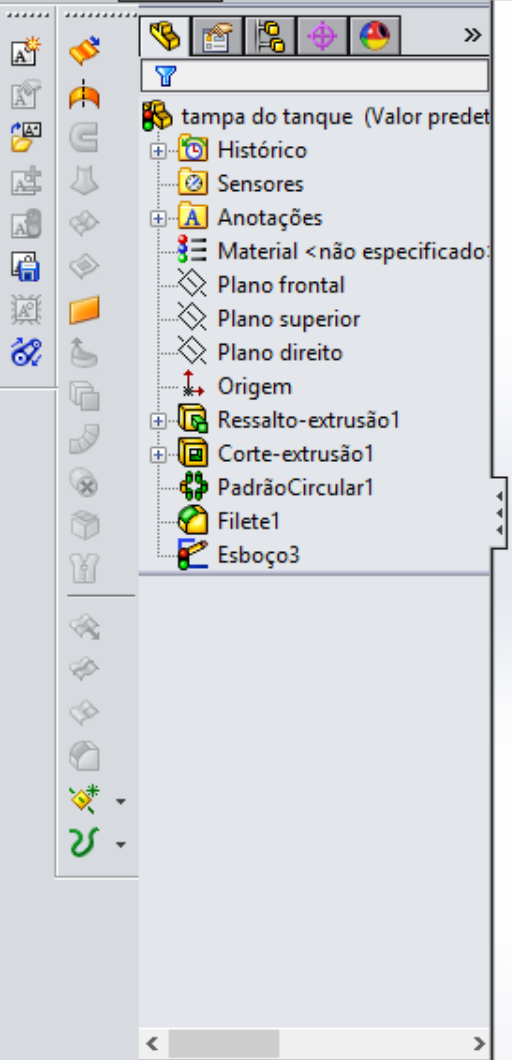 tampa do tanque (Valor predet
Histórico
Sensores
Anotações
Material <não especificado>
Plano frontal
Plano superior
Plano direito
Origem
Ressalto-extrusão1
Corte-extrusão1
PadrãoCircular1
Filete1
Esboço3